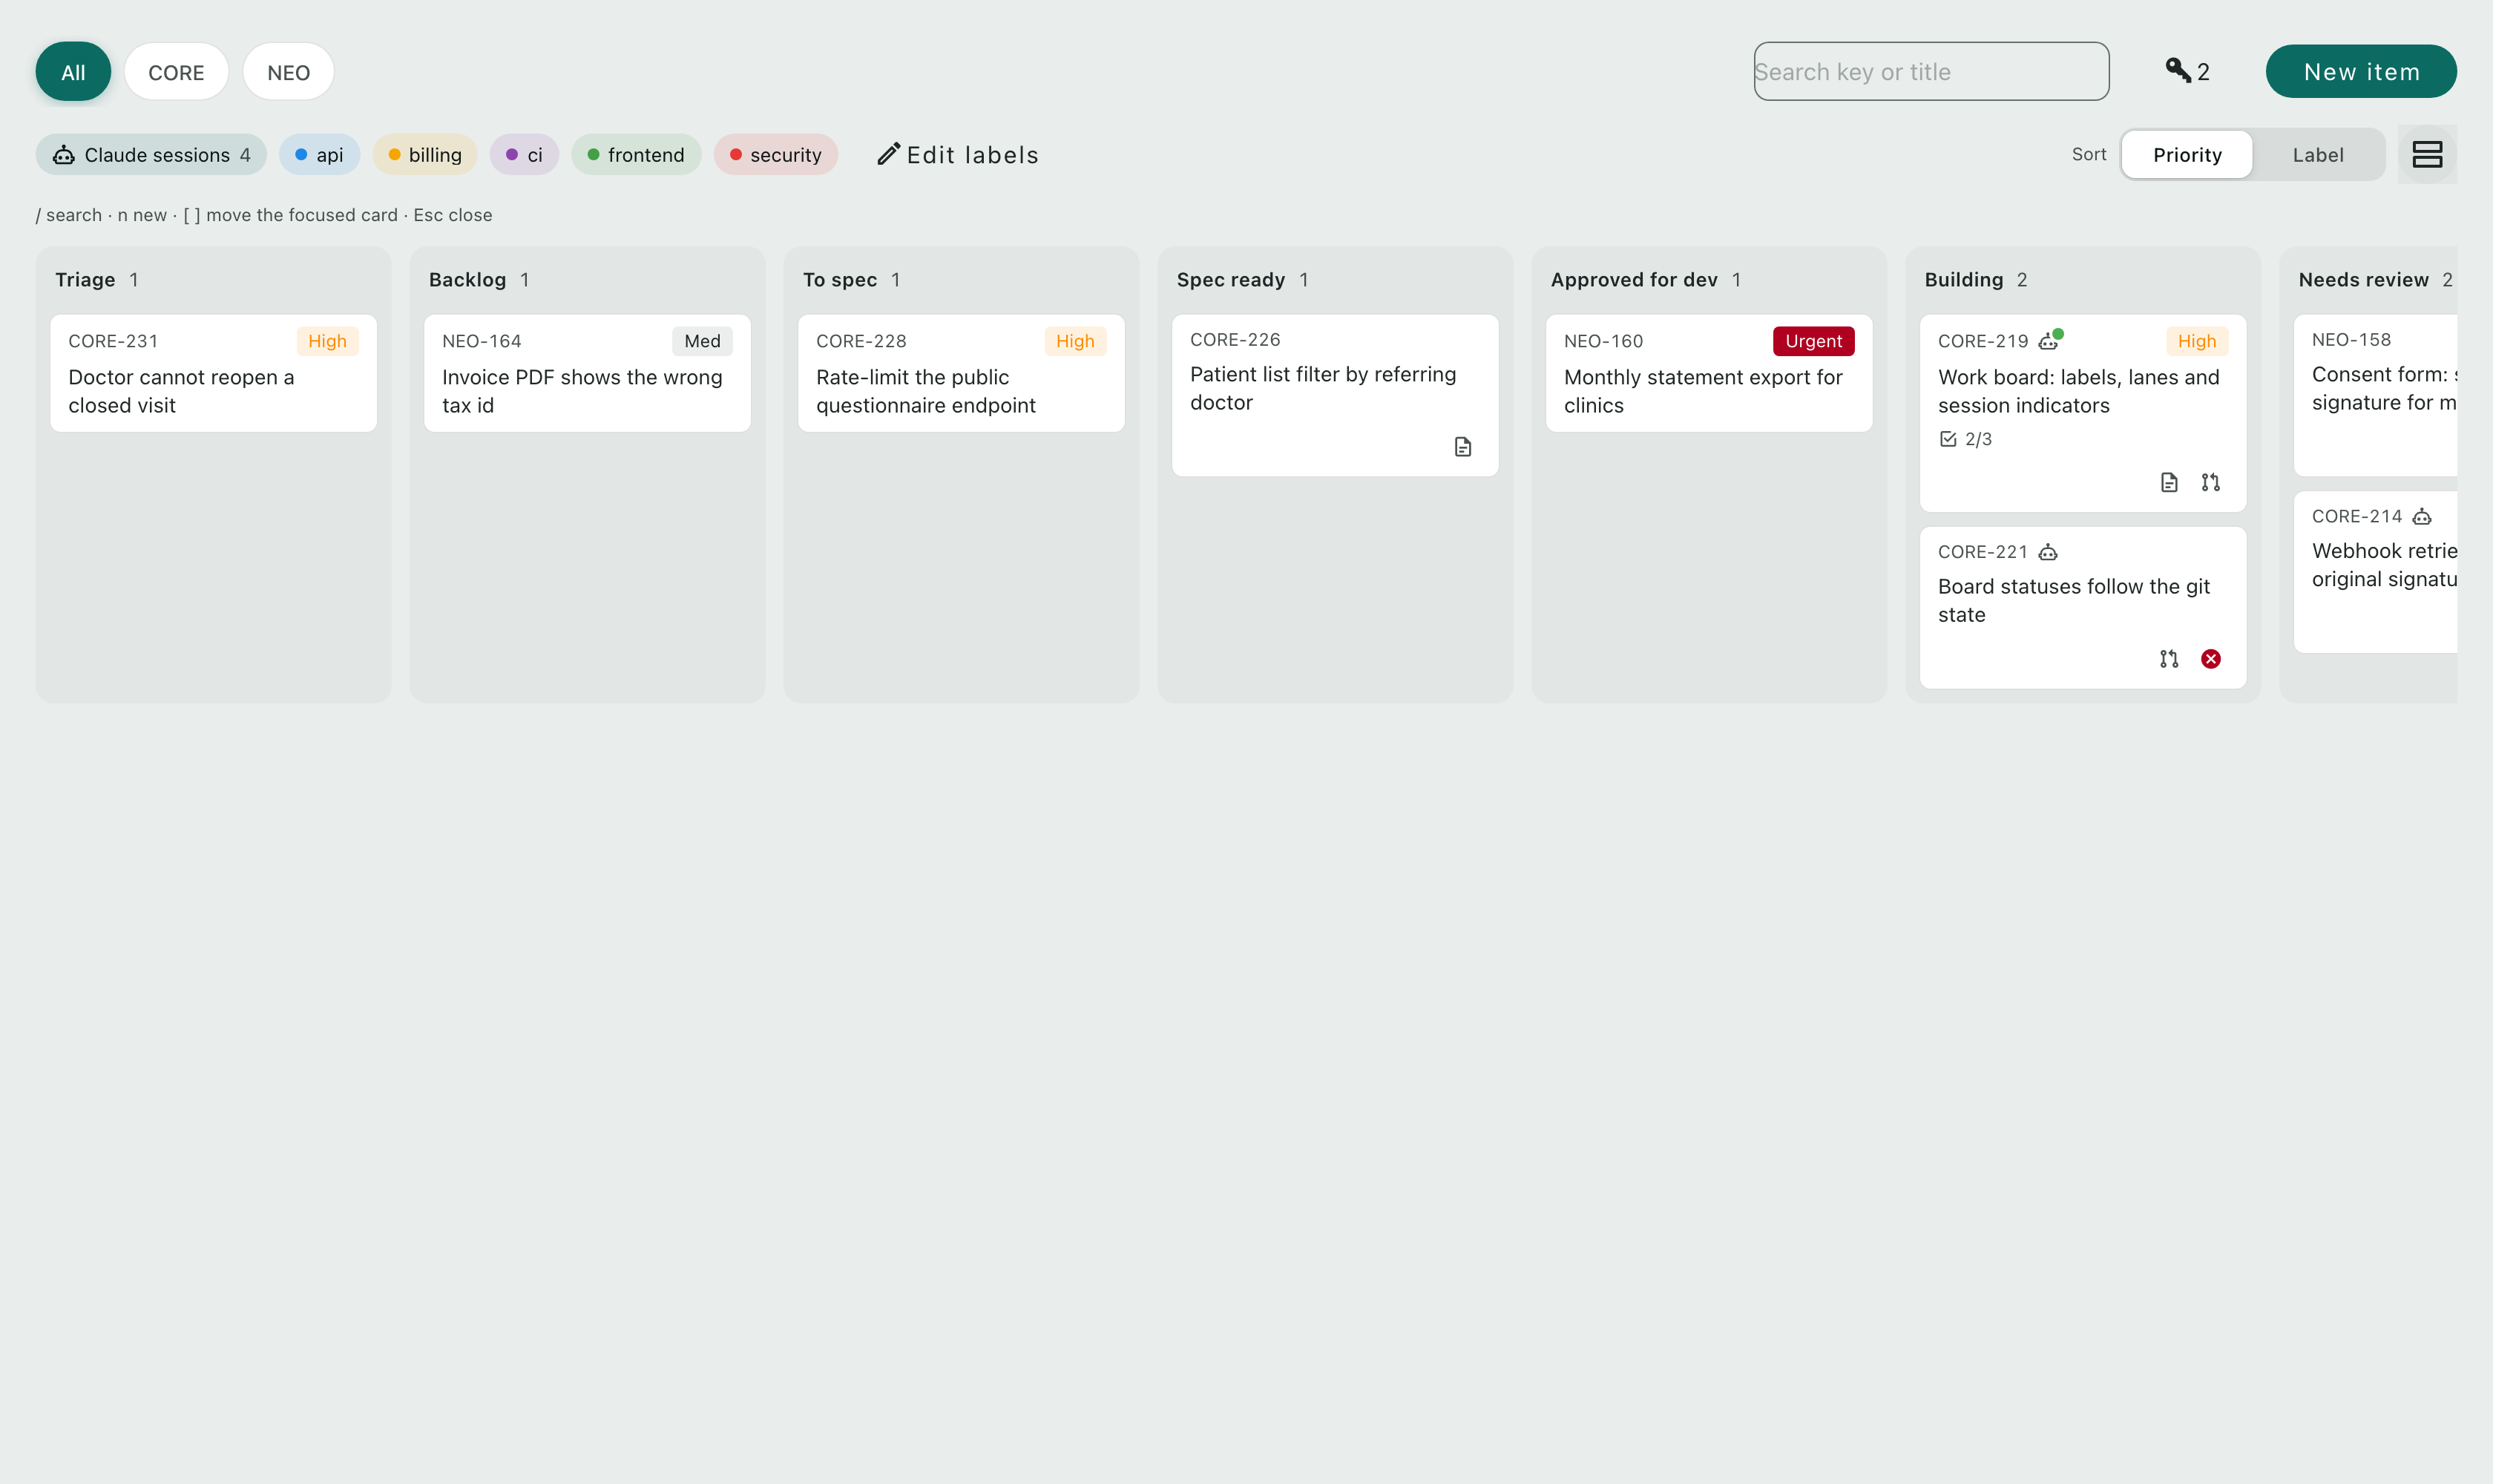 All CORE NEO Search key or title 2 New item
Claude sessions 4 api billing ci frontend security Edit labels Sort Priority Label
/ search · n new · [ ] move the focused card · Esc close
Triage 1
CORE-231 High
Doctor cannot reopen a
closed visit
Backlog 1
NEO-164 Med
Invoice PDF shows the wrong
tax id
To spec 1
CORE-228 High
Rate-limit the public
questionnaire endpoint
Spec ready 1
CORE-226
Patient list filter by referring
doctor
Approved for dev 1
NEO-160 Urgent
Monthly statement export for
clinics
Building 2
CORE-219 High
Work board: labels, lanes and
session indicators
2/3
CORE-221
Board statuses follow the git
state
Needs review 2
NEO-158
Consent form:
signature for
CORE-214
Webhook
original